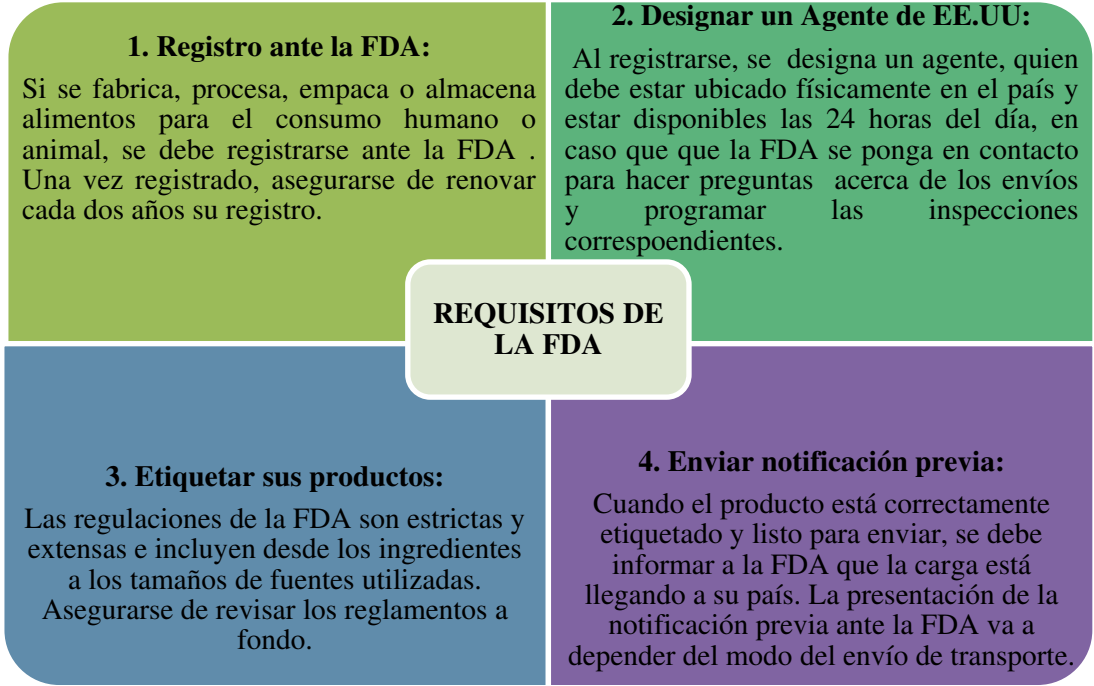 1. Registro ante la FDA:
Si se fabrica, procesa, empaca o almacena
alimentos para el consumo humano o
animal, se debe registrarse ante la FDA .
Una vez registrado, asegurarse de renovar
cada dos años su registro.
2. Designar un Agente de EE.UU:
Al registrarse, se designa un agente, quien
debe estar ubicado físicamente en el país y
estar disponibles las 24 horas del día, en
caso que que la FDA se ponga en contacto
para hacer preguntas acerca de los envíos
y programar las inspecciones
correspoendientes.
REQUISITOS DE
LA FDA
3. Etiquetar sus productos:
Las regulaciones de la FDA son estrictas y
extensas e incluyen desde los ingredientes
a los tamaños de fuentes utilizadas.
Asegurarse de revisar los reglamentos a
fondo.
4. Enviar notificación previa:
Cuando el producto está correctamente
etiquetado y listo para enviar, se debe
informar a la FDA que la carga está
llegando a su país. La presentación de la
notificación previa ante la FDA va a
depender del modo del envío de transporte.